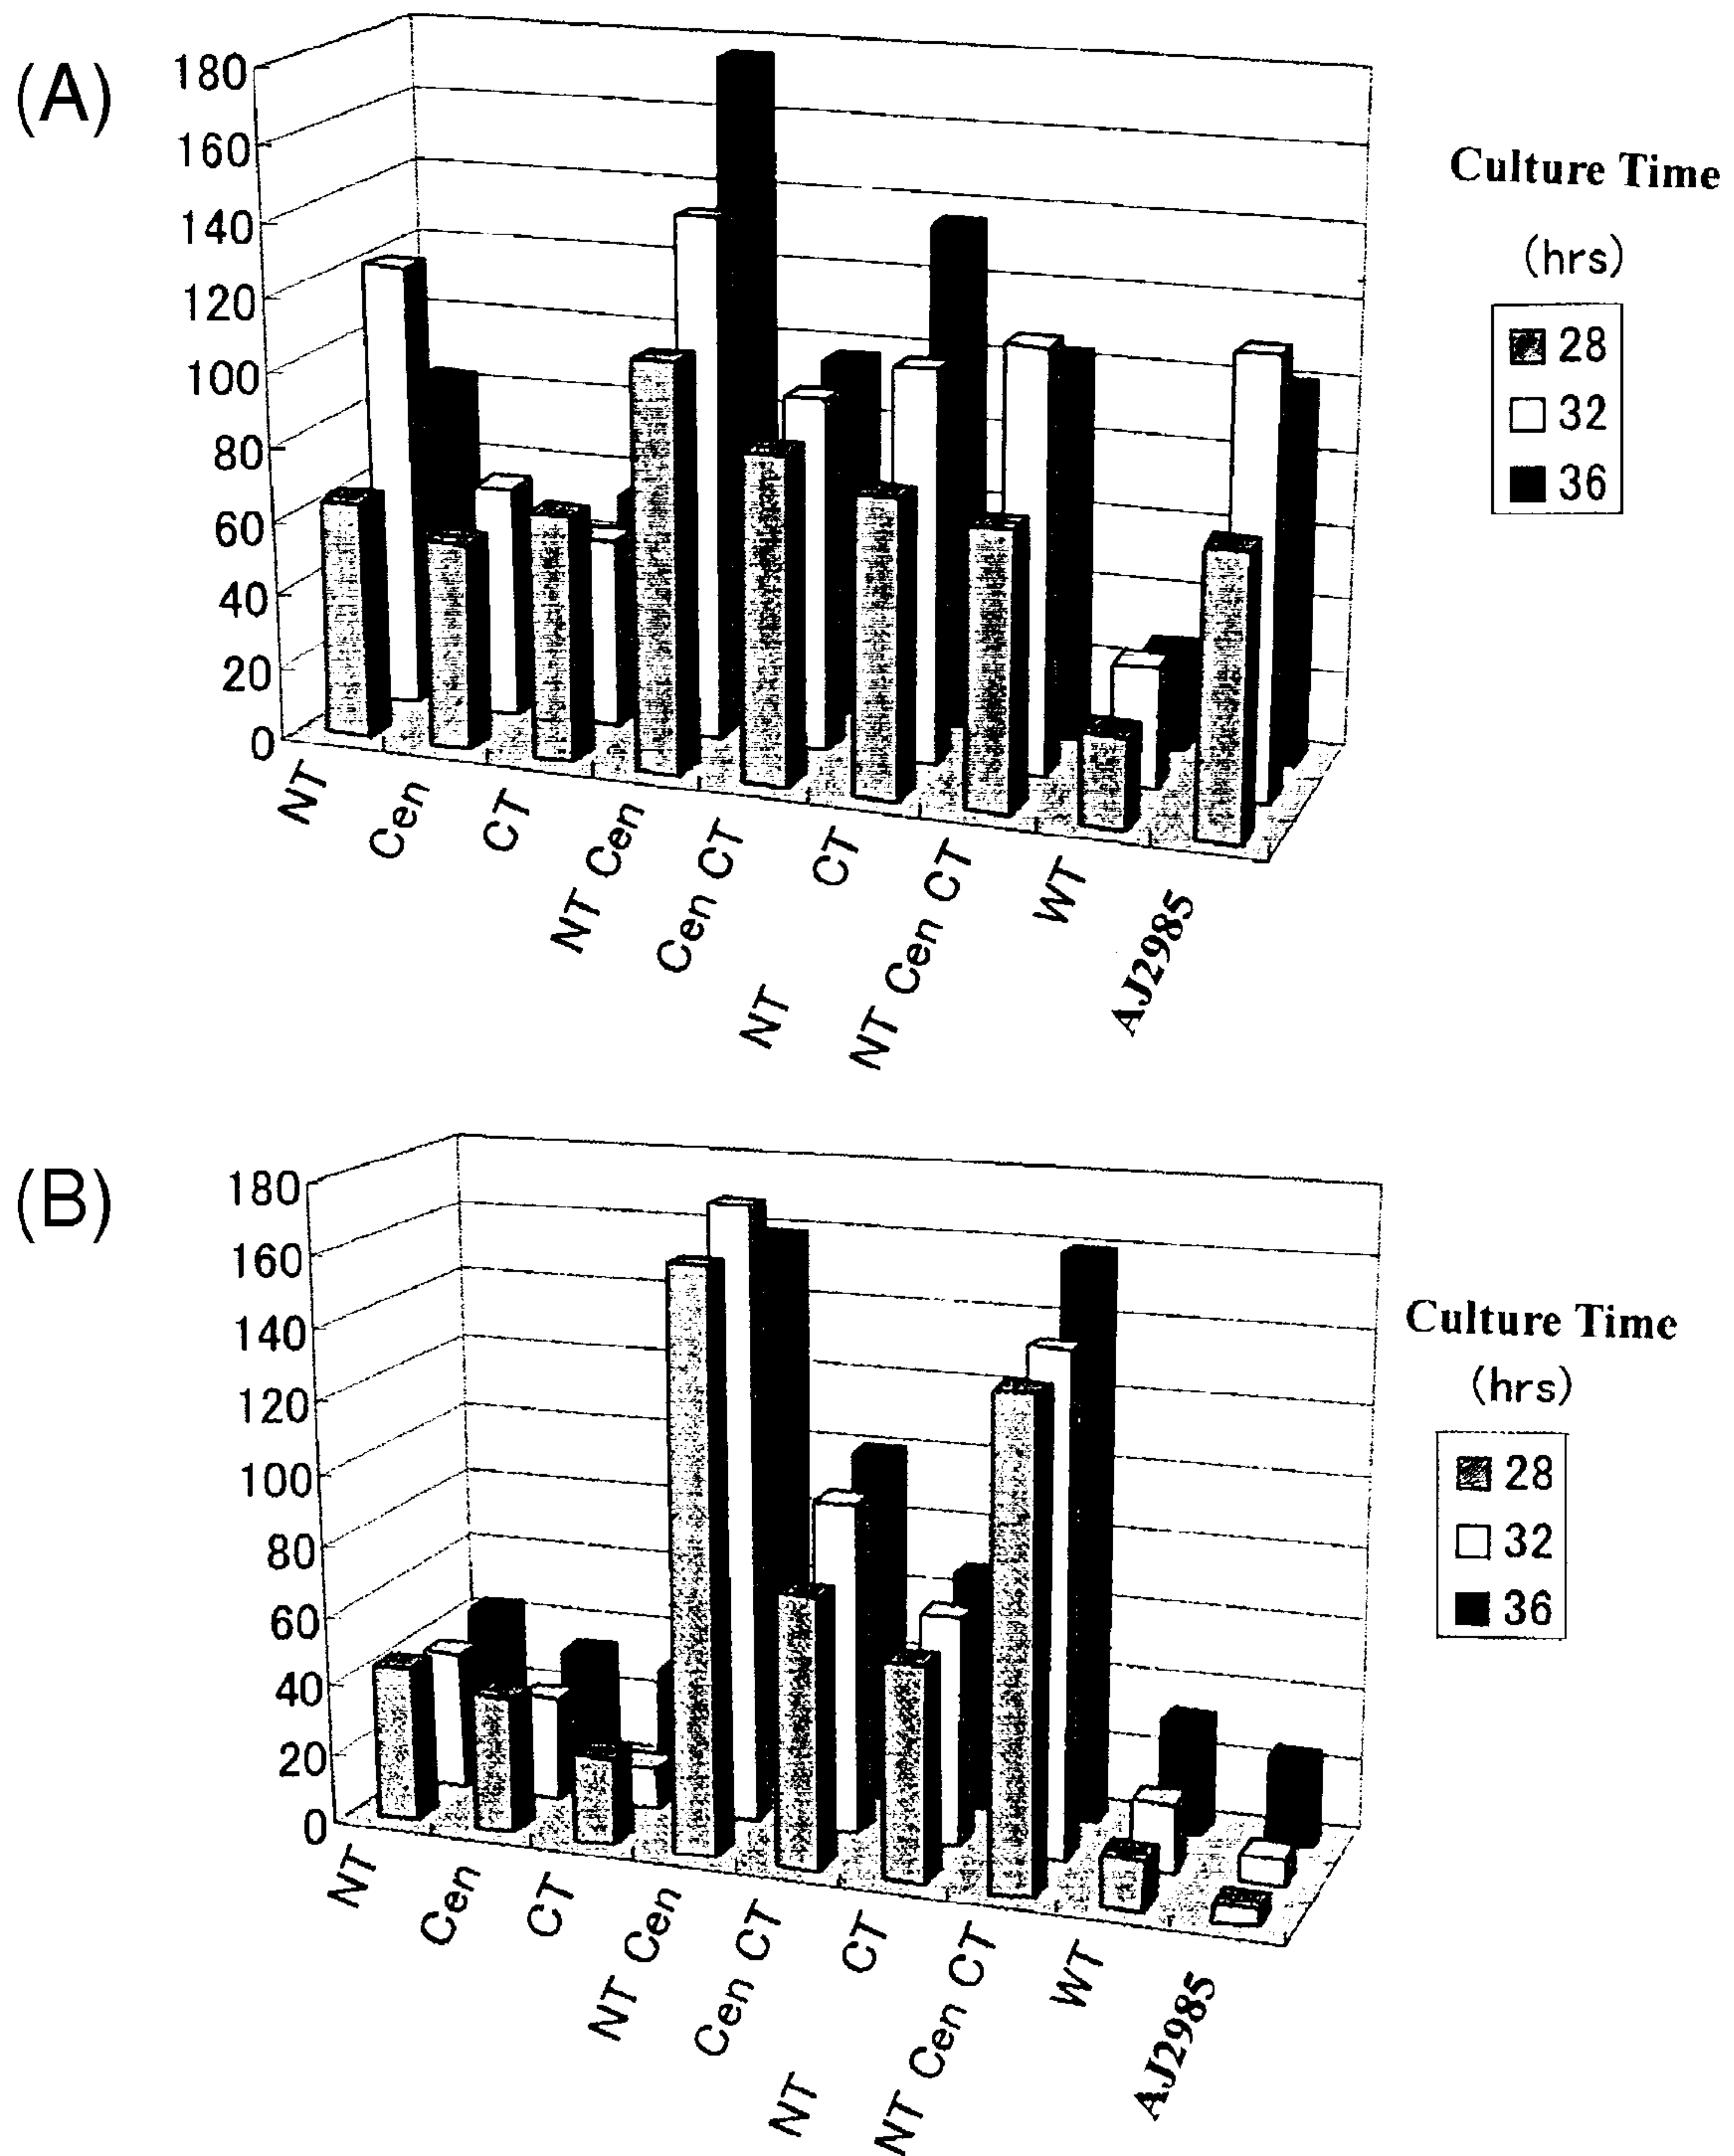 (A)
180
160
140
120
100
80
60
40
20
0
NT
Cen
CT
NT Cen
Cen CT
NT CT
NT Cen CT
WT
AJ2985
Culture Time
(hrs)
28
32
36
(B)
180
160
140
120
100
80
60
40
20
0
NT
Cen
CT
NT Cen
Cen CT
NT CT
NT Cen CT
WT
AJ2985
Culture Time
(hrs)
28
32
36